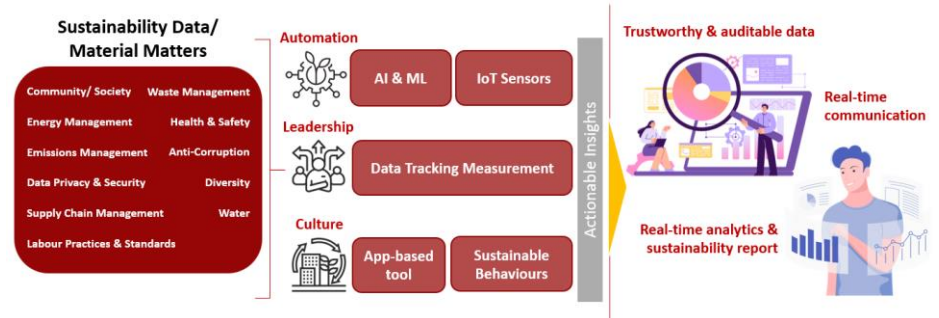 Sustainability Data/
Material Matters
Community/ Society
Waste Management
Energy Management
Health & Safety
Emissions Management
Anti-Corruption
Data Privacy & Security
Diversity
Supply Chain Management
Water
Labour Practices & Standards
Automation
AI & ML
IoT Sensors
Leadership
Data Tracking Measurement
Culture
App-based
tool
Sustainable
Behaviours
Actionable Insights
Trustworthy & auditable data
Real-time
communication
Real-time analytics &
sustainability report